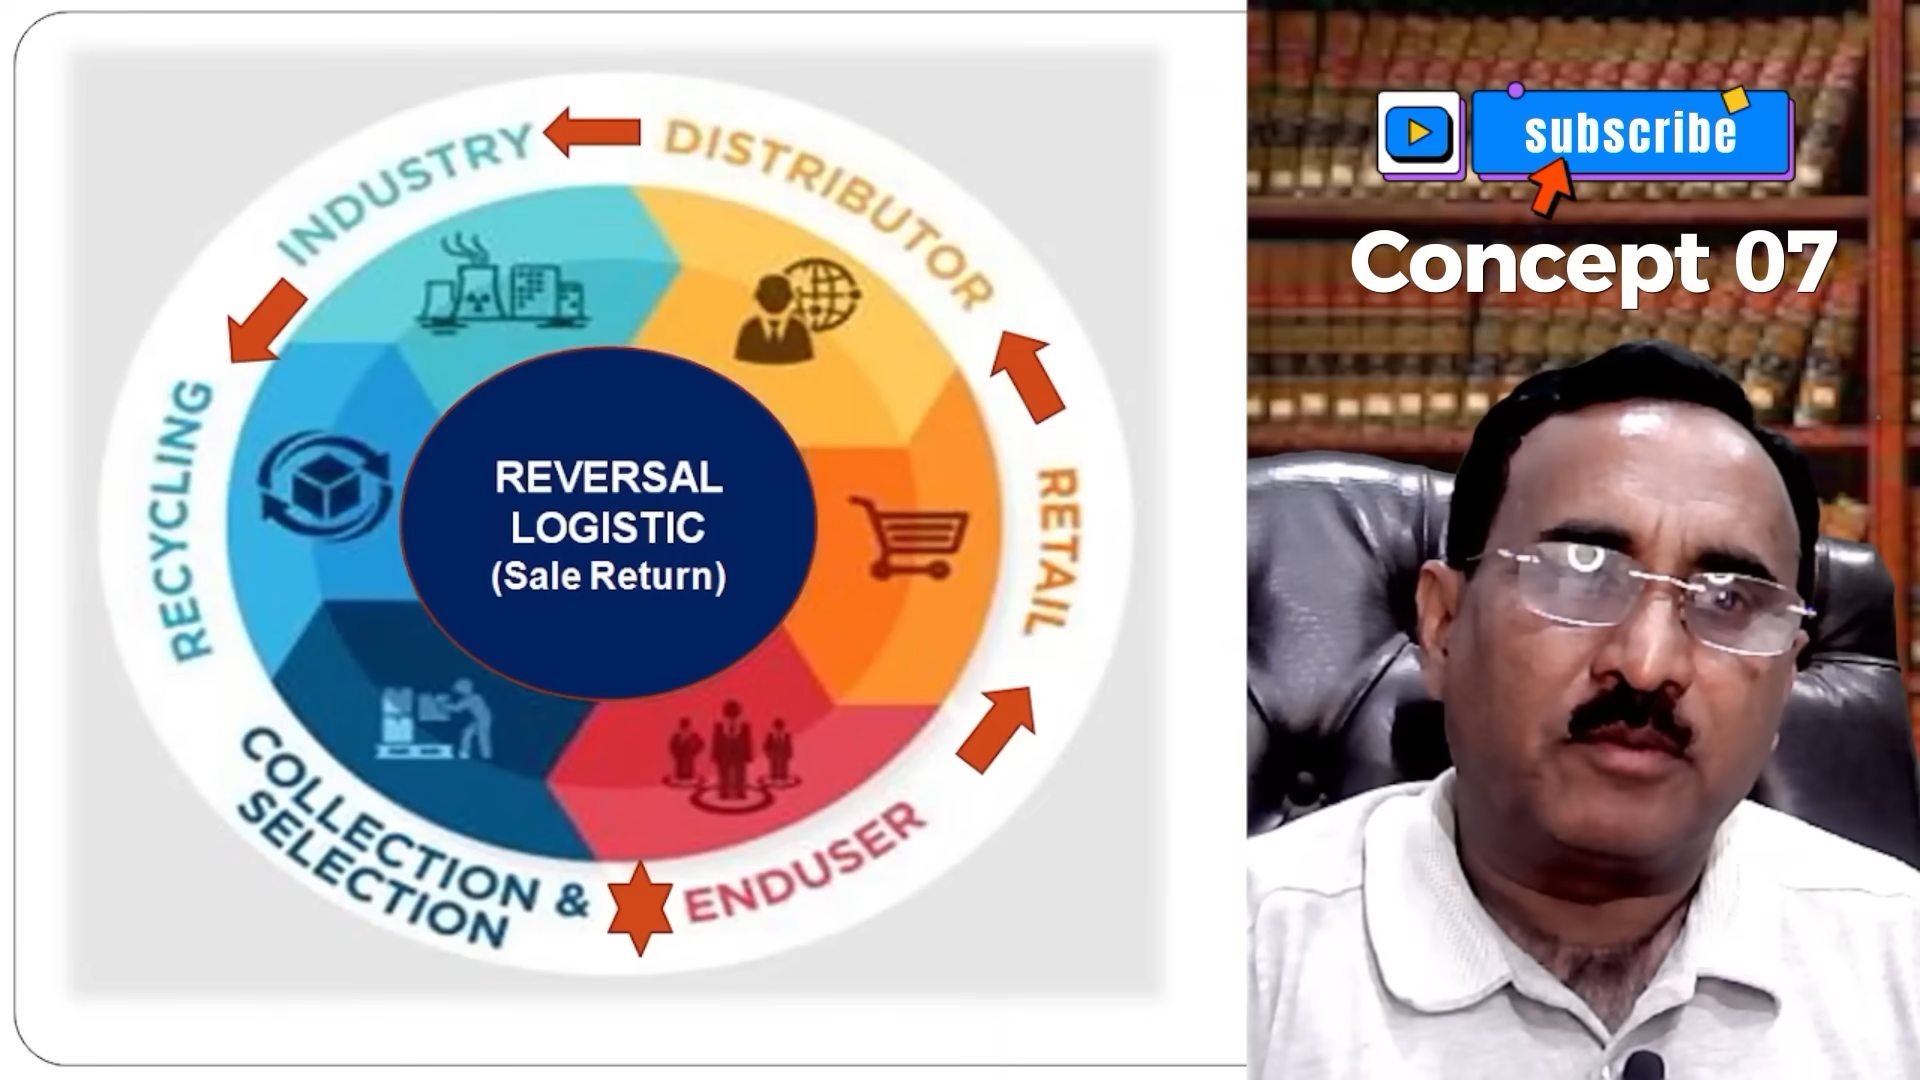 INDUSTRY
DISTRIBUTOR
RETAIL
ENDUSER
COLLECTION &
SELECTION
RECYCLING
REVERSAL
LOGISTIC
(Sale Return)
subscribe
Concept 07